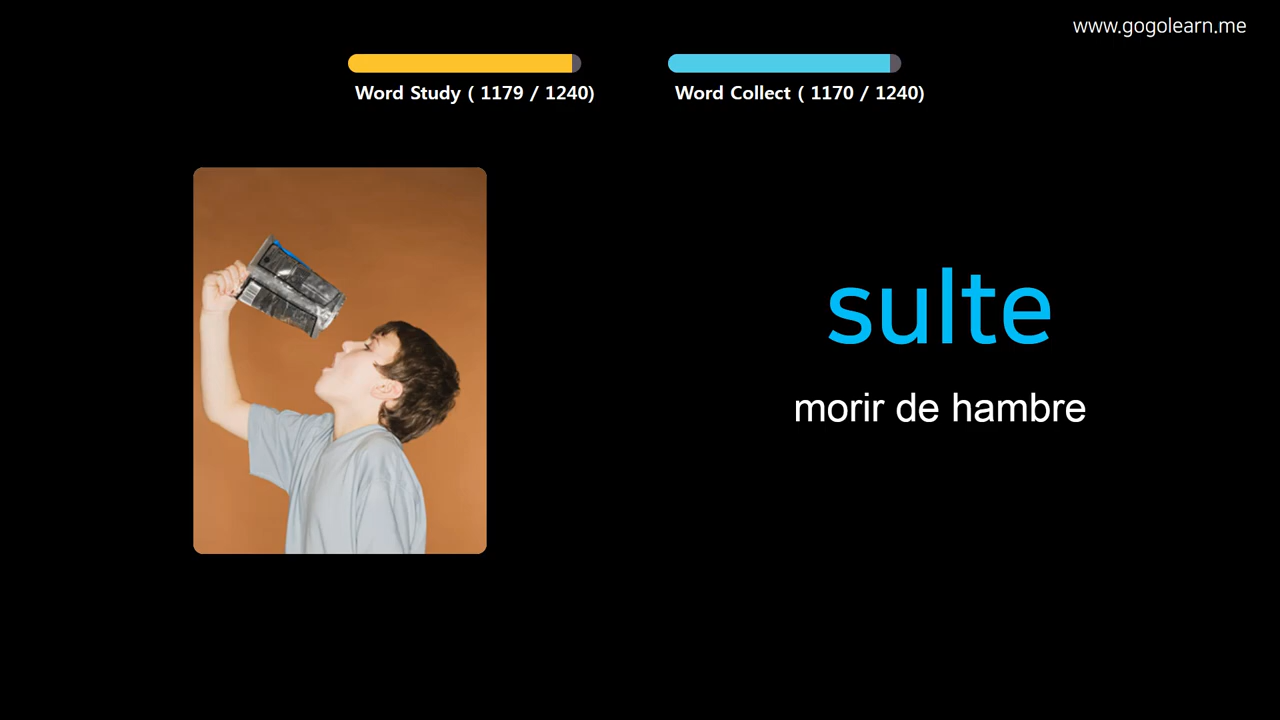 www.gogolearn.me
Word Study ( 1179 / 1240)
Word Collect ( 1170 / 1240)
sulte
morir de hambre